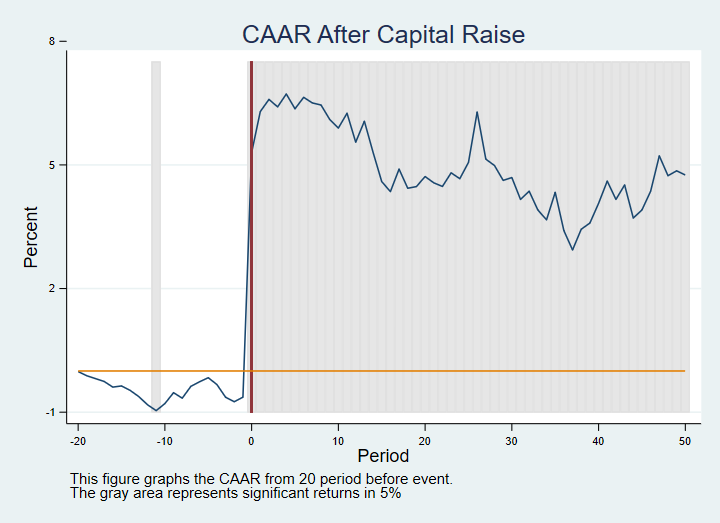 CAAR After Capital Raise
8
5
2
-1
Percent
-20 -10 0 10 20 30 40 50
Period
This figure graphs the CAAR from 20 period before event.
The gray area represents significant returns in 5%